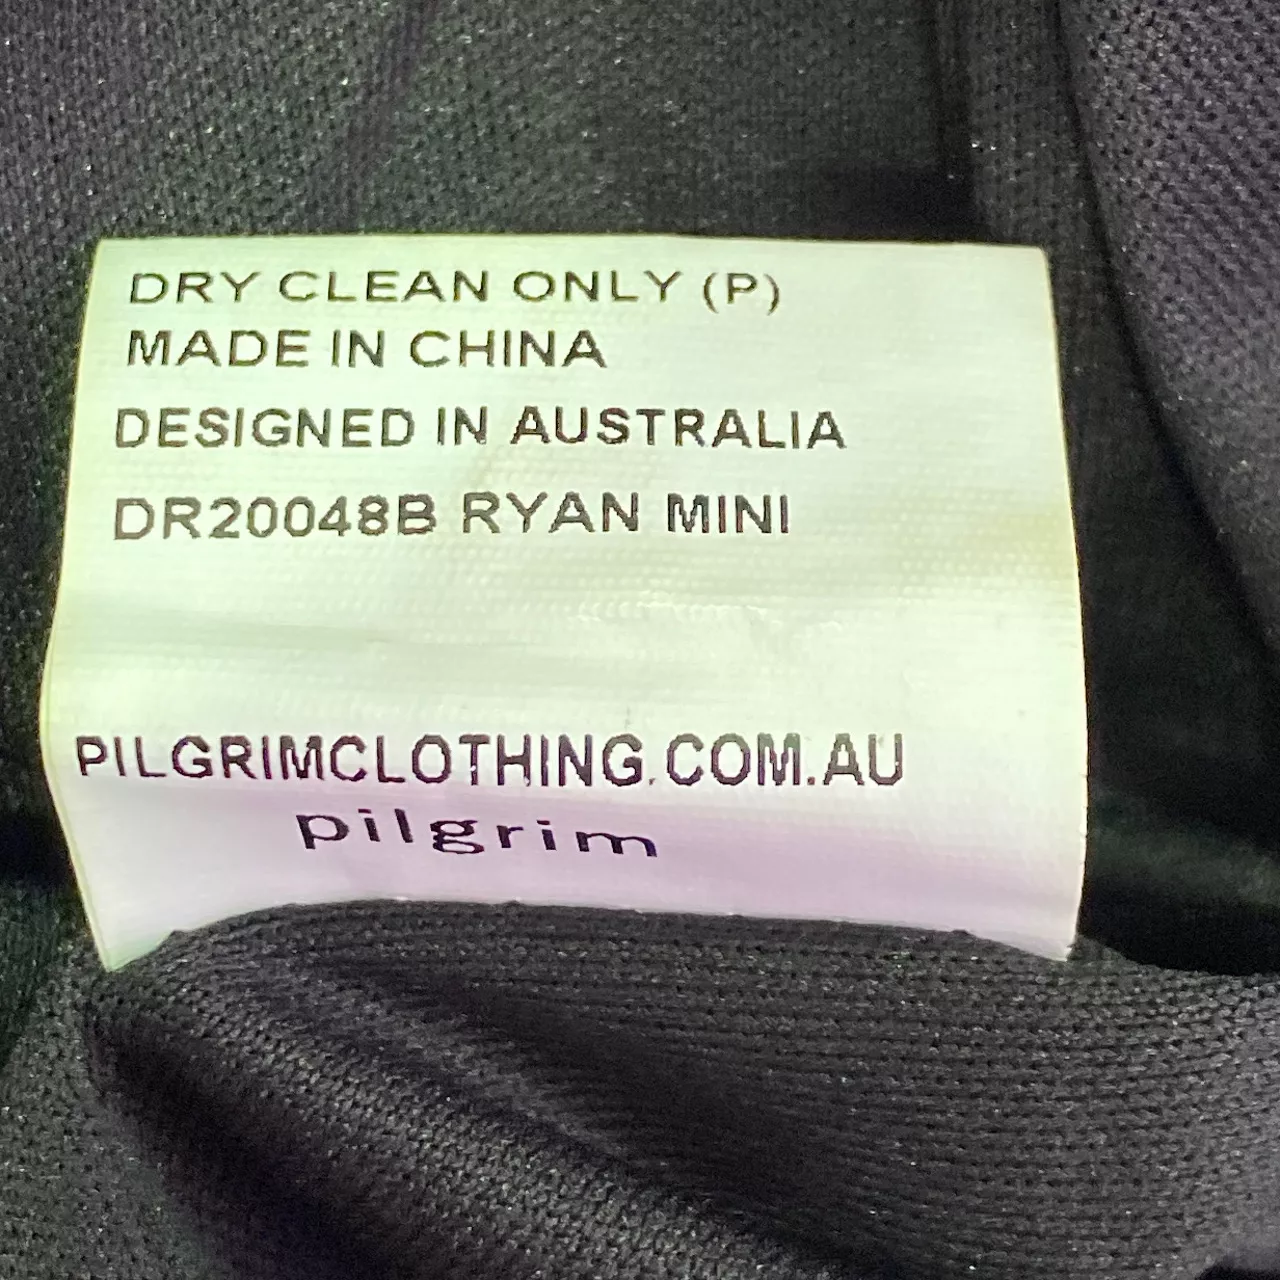 DRY CLEAN ONLY (P)
MADE IN CHINA
DESIGNED IN AUSTRALIA
DR20048B RYAN MINI
PILGRIMCLOTHING.COM.AU
pilgrim